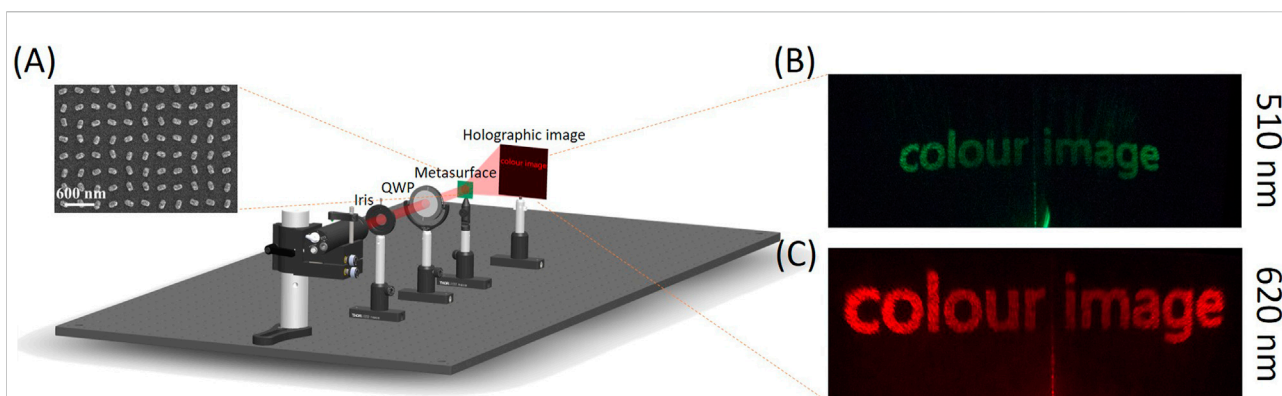 (A)
600 nm
Iris
QWP
Metasurface
Holographic image
colour image
(B)
colour image
510 nm
(C)
colour image
620 nm